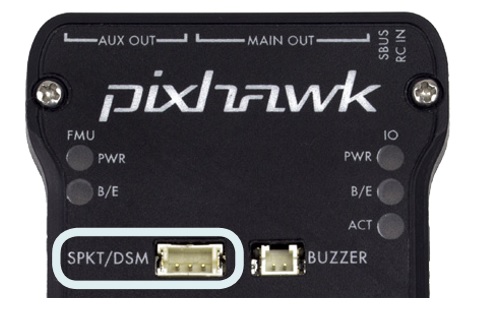 AUX OUT MAIN OUT SBUS
RC IN
pixhawk
FMU IO
PWR PWR
B/E B/E
ACT
SPKT/DSM BUZZER